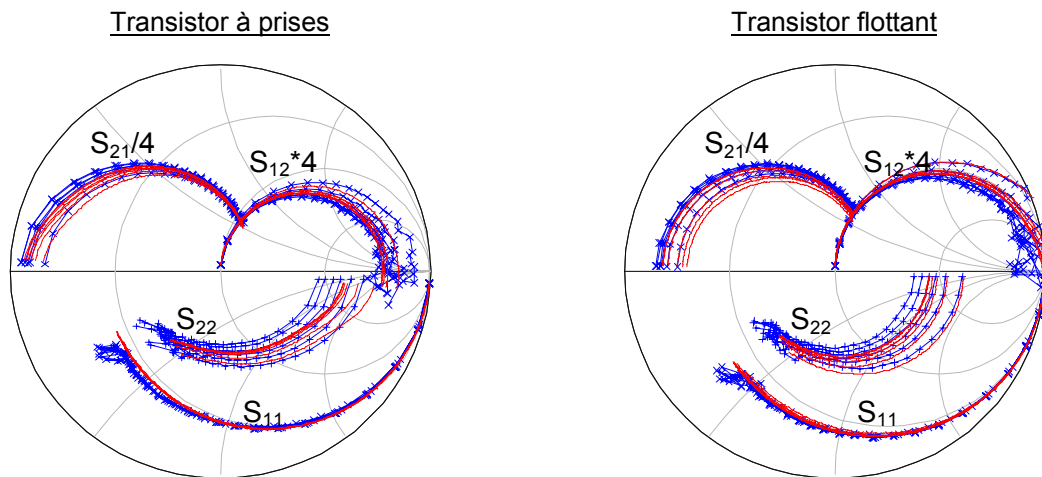 Transistor à prises
Transistor flottant
S21/4
S12*4
S22
S11
S21/4
S12*4
S22
S11